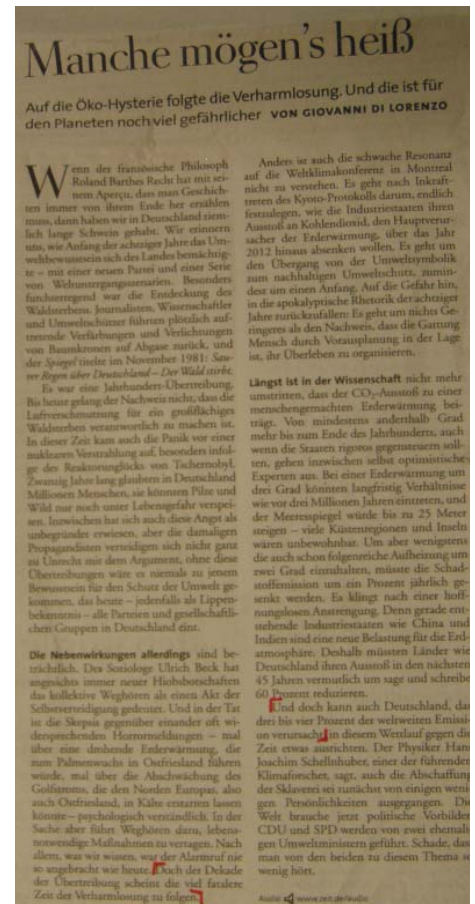 Manche mögen's heiß
Auf die Öko-Hysterie folgte die Verharmlosung. Und die ist für
den Planeten noch viel gefährlicher VON GIOVANNI DI LORENZO
Wenn der französische Philosoph
Roland Barthes Recht hat mit sei-
nem Aperçu, dass man Geschich-
ten immer von ihrem Ende her erzählen
muss, dann haben wir in Deutschland ziem-
lich lange Schwein gehabt. Wir erinnern
uns, wie Anfang der achtziger Jahre das Um-
weltbewusstsein sich des Landes bemächtig-
te – mit einer neuen Partei und einer Serie
von Weltuntergangsszenarien. Besonders
furchterregend war die Entdeckung des
Waldsterbens. Journalisten, Wissenschaftler
und Umweltschützer führten plötzlich auf-
tretende Verfärbungen und Verlichtungen
von Baumkronen auf Abgase zurück, und
der Spiegel titelte im November 1981: Sau-
rer Regen über Deutschland – Der Wald stirbt.
Es war eine Jahrhundert-Übertreibung.
Bis heute gelang der Nachweis nicht, dass die
Luftverschmutzung für ein großflächiges
Waldsterben verantwortlich zu machen ist.
In dieser Zeit kam auch die Panik vor einer
nuklearen Verstrahlung auf, besonders infol-
ge des Reaktorunglücks von Tschernobyl.
Zwanzig Jahre lang glaubten in Deutschland
Millionen Menschen, sie könnten Pilze und
Wild nur noch unter Lebensgefahr verspei-
sen. Inzwischen hat sich auch diese Angst als
unbegründet erwiesen, aber die damaligen
Propagandisten verteidigen sich nicht ganz
zu Unrecht mit dem Argument, ohne diese
Übertreibungen wäre es niemals zu jenem
Bewusstsein für den Schutz der Umwelt ge-
kommen, das heute – jedenfalls als Lippen-
bekenntnis – alle Parteien und gesellschaftli-
chen Gruppen in Deutschland eint.
Die Nebenwirkungen allerdings sind be-
trächtlich. Der Soziologe Ulrich Beck hat
angesichts immer neuer Hiobsbotschaften
das kollektive Weghören als einen Akt der
Selbstverteidigung gedeutet. Und in der Tat
ist die Skepsis gegenüber einander oft wi-
dersprechenden Horrormeldungen – mal
über eine drohende Erderwärmung, die
zum Palmenwuchs in Ostfriesland führen
würde, mal über die Abschwächung des
Golfstroms, die den Norden Europas, also
auch Ostfriesland, in Kälte erstarren lassen
könnte – psychologisch verständlich. In der
Sache aber führt Weghören dazu, lebens-
notwendige Maßnahmen zu vertagen. Nach
allem, was wir wissen, war der Alarmruf nie
so angebracht wie heute. Doch der Dekade
der Übertreibung scheint die viel fatalere
Zeit der Verharmlosung zu folgen.
Anders ist auch die schwache Resonanz
auf die Weltklimakonferenz in Montreal
nicht zu verstehen. Es geht nach Inkraft-
treten des Kyoto-Protokolls darum, endlich
festzulegen, wie die Industriestaaten ihren
Ausstoß an Kohlendioxid, den Hauptverur-
sacher der Erderwärmung, über das Jahr
2012 hinaus absenken wollen. Es geht um
den Übergang von der Umweltsymbolik
zum nachhaltigen Umweltschutz, zumin-
dest um einen Anfang. Auf die Gefahr hin,
in die apokalyptische Rhetorik der achtziger
Jahre zurückzufallen: Es geht um nichts Ge-
ringeres als den Nachweis, dass die Gattung
Mensch durch Vorausplanung in der Lage
ist, ihr Überleben zu organisieren.
Längst ist in der Wissenschaft nicht mehr
umstritten, dass der CO₂-Ausstoß zu einer
menschengemachten Erderwärmung bei-
trägt. Von mindestens anderthalb Grad
mehr bis zum Ende des Jahrhunderts, auch
wenn die Staaten rigoros gegensteuern soll-
ten, gehen inzwischen selbst optimistische
Experten aus. Bei einer Erderwärmung um
drei Grad könnten langfristig Verhältnisse
wie vor drei Millionen Jahren eintreten, und
der Meeresspiegel würde bis zu 25 Meter
steigen – viele Küstenregionen und Inseln
wären unbewohnbar. Um aber wenigstens
die auch schon folgenreiche Aufheizung um
zwei Grad einzuhalten, müsste die Schad-
stoffemission um ein Prozent jährlich ge-
senkt werden. Es klingt nach einer hoff-
nungslosen Anstrengung. Denn gerade ent-
stehende Industriestaaten wie China und
Indien sind eine neue Belastung für die Erd-
atmosphäre. Deshalb müssten Länder wie
Deutschland ihren Ausstoß in den nächsten
45 Jahren vermutlich um sage und schreibe
60 Prozent reduzieren.
Und doch kann auch Deutschland, das
drei bis vier Prozent der weltweiten Emissi-
on verursacht, in diesem Wettlauf gegen die
Zeit etwas ausrichten. Der Physiker Hans
Joachim Schellnhuber, einer der führenden
Klimaforscher, sagt, auch die Abschaffung
der Sklaverei sei zunächst von einigen weni-
gen Persönlichkeiten ausgegangen. Die
Welt brauche jetzt politische Vorbilder.
CDU und SPD werden von zwei ehemali-
gen Umweltministern geführt. Schade, dass
man von den beiden zu diesem Thema so
wenig hört.
Audio www.zeit.de/audio